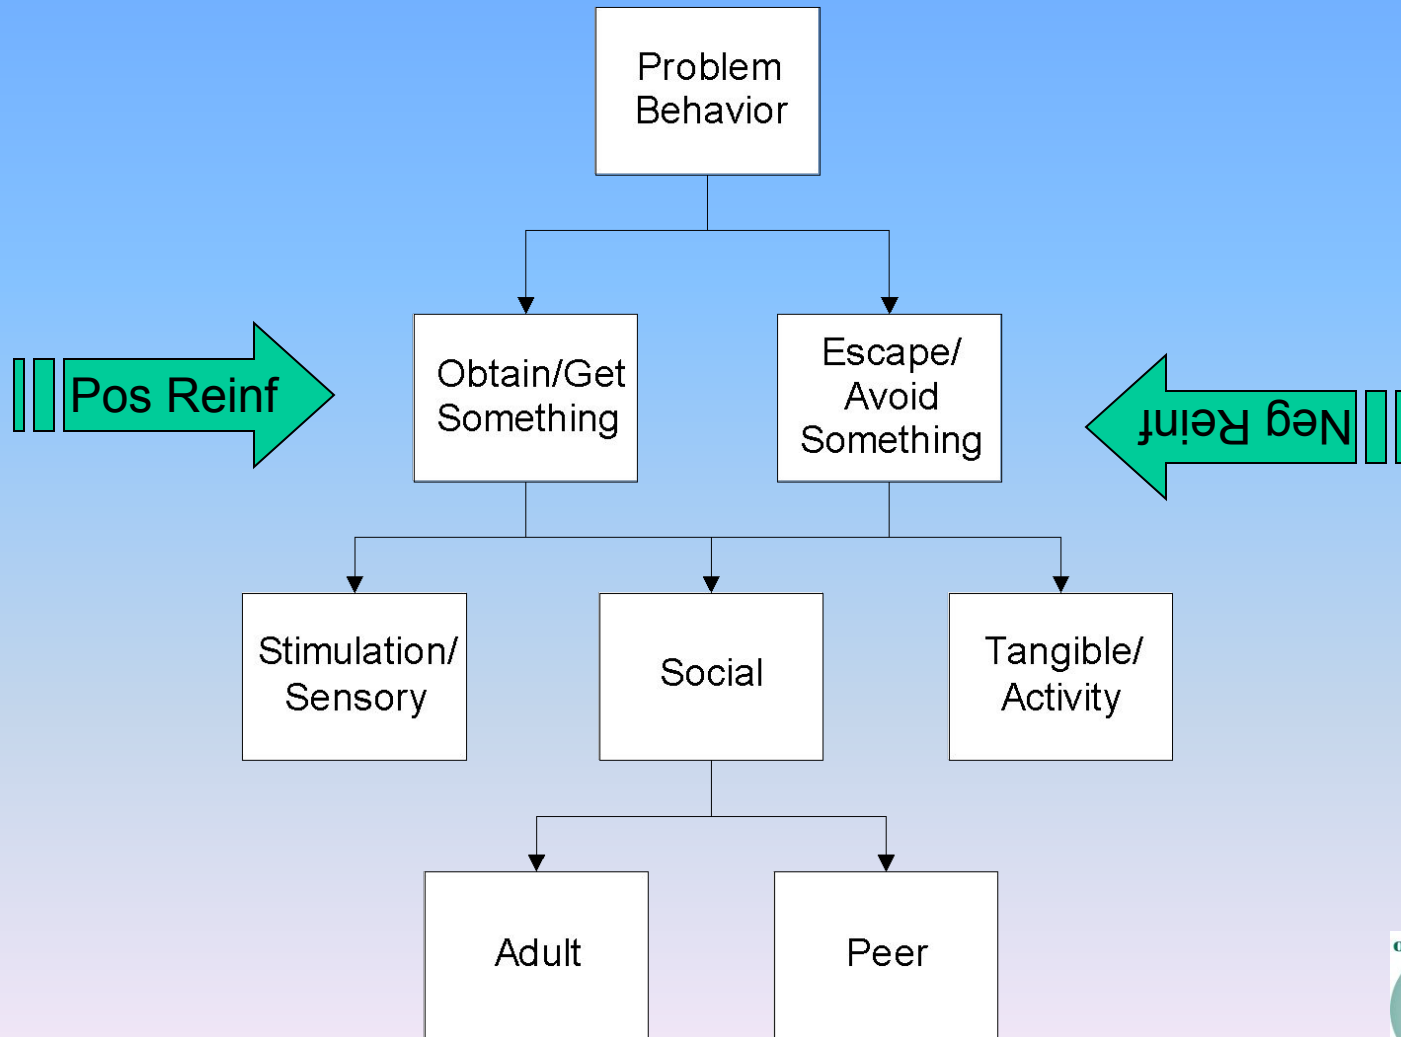 Problem
Behavior
Obtain/Get
Something
Escape/
Avoid
Something
Pos Reinf
Neg Reinf
Stimulation/
Sensory
Social
Tangible/
Activity
Adult
Peer